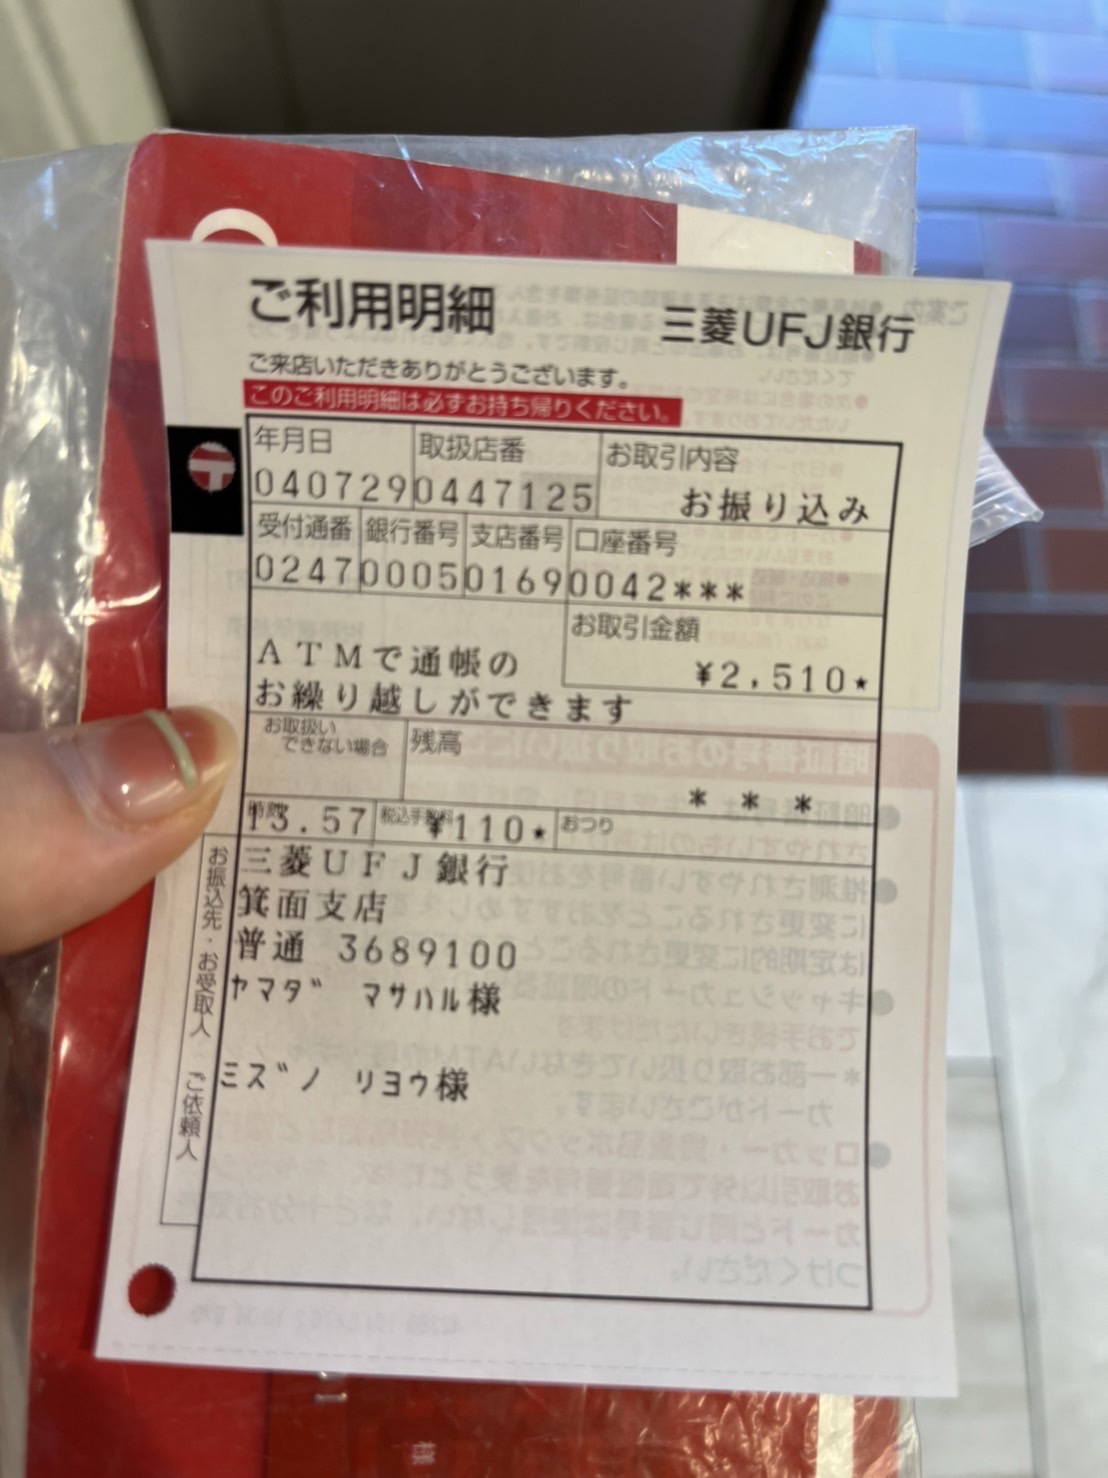 ご利用明細 三菱UFJ銀行
ご来店いただきありがとうございます。
このご利用明細は必ずお持ち帰りください。
年月日 取扱店番 お取引内容
040729 0447125 お振り込み
受付通番 銀行番号 支店番号 口座番号
0247 0005 0169 0042***
お取引金額
¥2,510★
ATMで通帳の
お繰り越しができます
お取扱い
できない場合
残高
* * *
時刻 税込手数料 おつり
13.57 ¥110★
お振込先・お受取人
三菱UFJ銀行
箕面支店
普通 3689100
ヤマダ マサハル様
ご依頼人
ミズノ リヨウ様